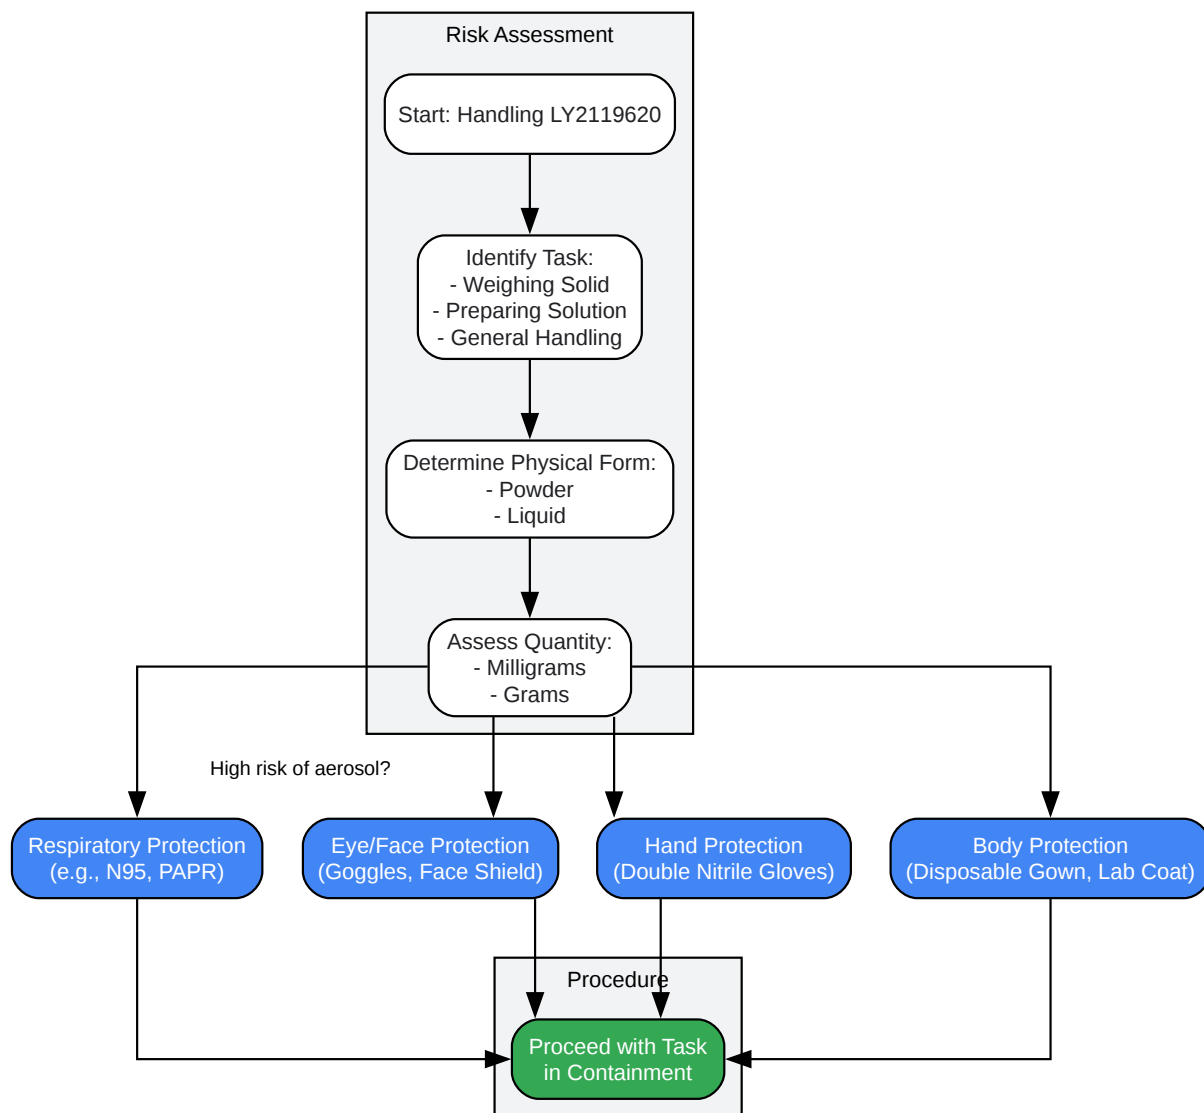 Risk Assessment
Start: Handling LY2119620
Identify Task:
- Weighing Solid
- Preparing Solution
- General Handling
Determine Physical Form:
- Powder
- Liquid
Assess Quantity:
- Milligrams
- Grams
High risk of aerosol?
Respiratory Protection
(e.g., N95, PAPR)
Eye/Face Protection
(Goggles, Face Shield)
Hand Protection
(Double Nitrile Gloves)
Body Protection
(Disposable Gown, Lab Coat)
Procedure
Proceed with Task
in Containment